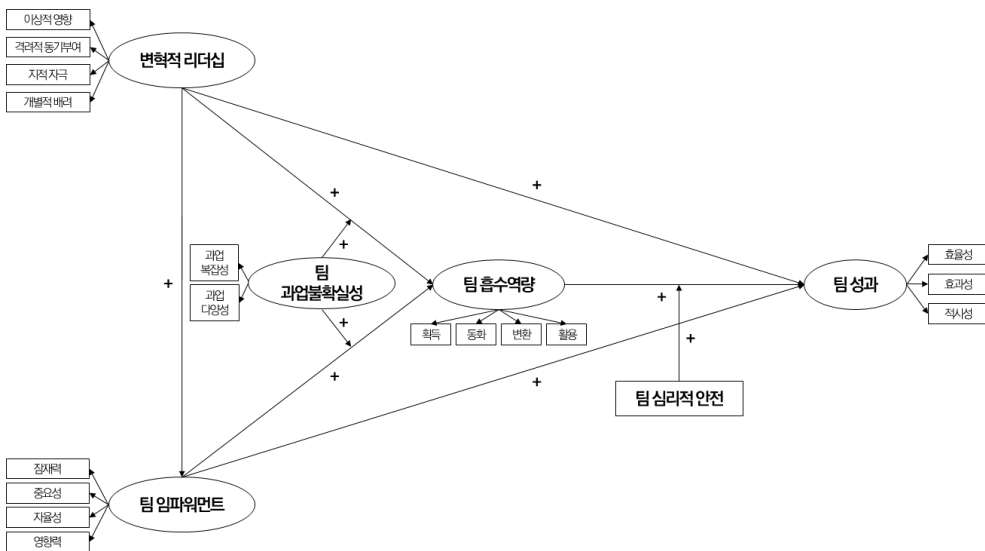 이상적 영향
격려적 동기부여
지적 자극
개별적 배려
변혁적 리더십
+
+
+
과업
복잡성
과업
다양성
+
팀
과업불확실성
+
팀 흡수역량
획득
동화
변환
활용
+
+
+
+
팀 심리적 안전
팀 성과
효율성
효과성
적시성
잠재력
중요성
자율성
영향력
팀 임파워먼트
+